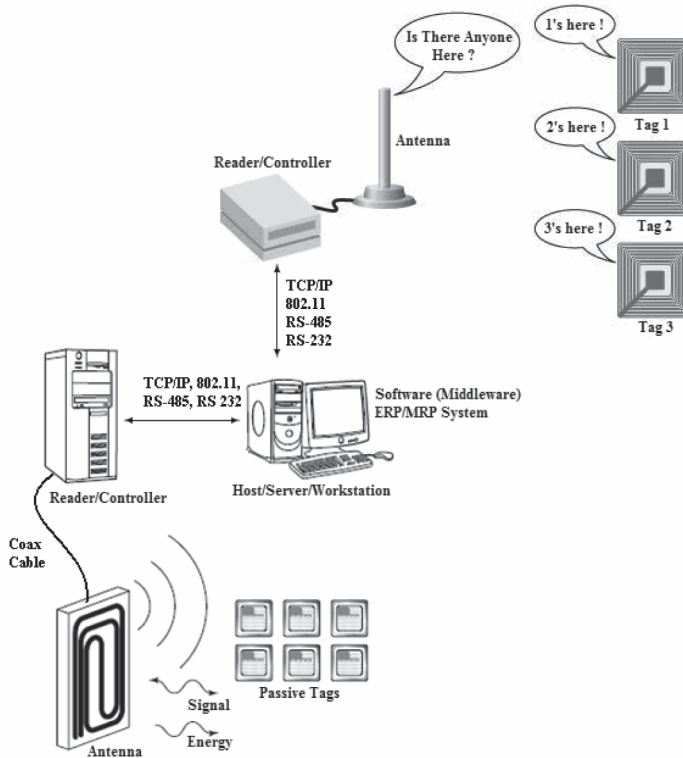 Is There Anyone
Here ?
1's here !
Tag 1
Antenna
2's here !
Reader/Controller
Tag 2
3's here !
TCP/IP
802.11
RS-485
RS-232
Tag 3
TCP/IP, 802.11,
RS-485, RS 232
Software (Middleware)
ERP/MRP System
Reader/Controller
Host/Server/Workstation
Coax
Cable
Passive Tags
Signal
Energy
Antenna